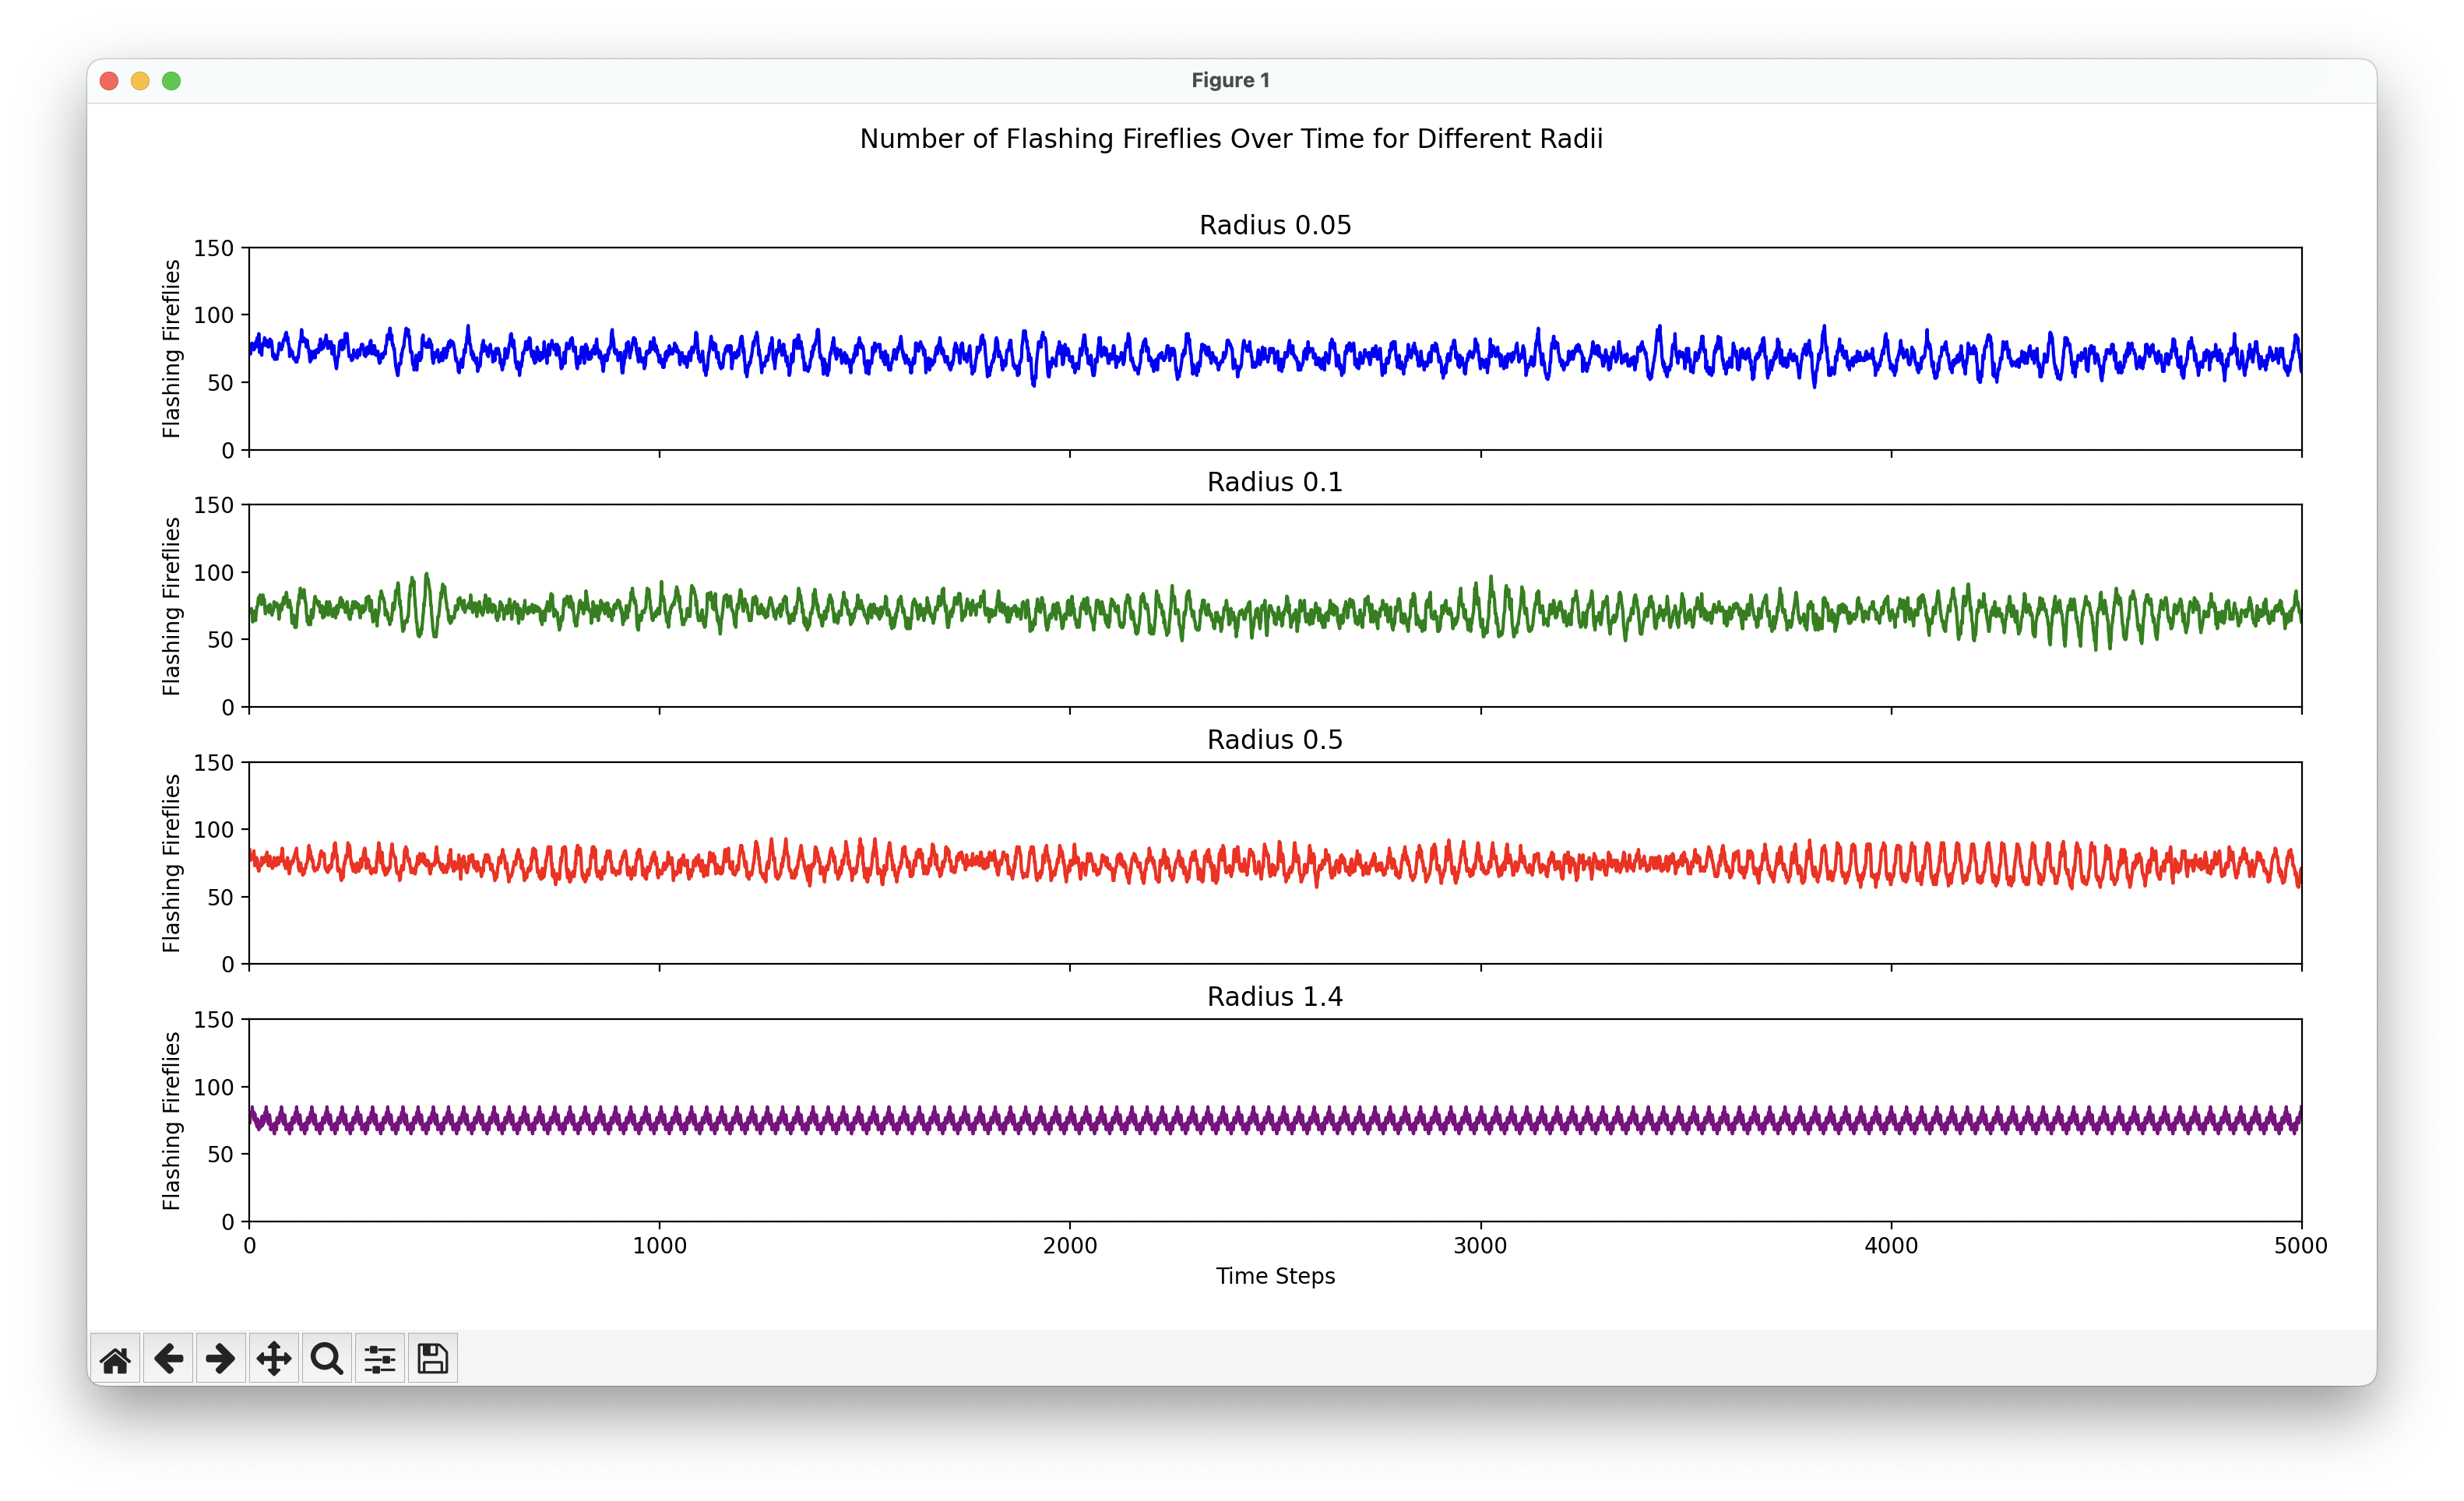 Figure 1
Number of Flashing Fireflies Over Time for Different Radii
Radius 0.05
150
100
50
0
Flashing Fireflies
Radius 0.1
150
100
50
0
Flashing Fireflies
Radius 0.5
150
100
50
0
Flashing Fireflies
Radius 1.4
150
100
50
0
Flashing Fireflies
0 1000 2000 3000 4000 5000
Time Steps